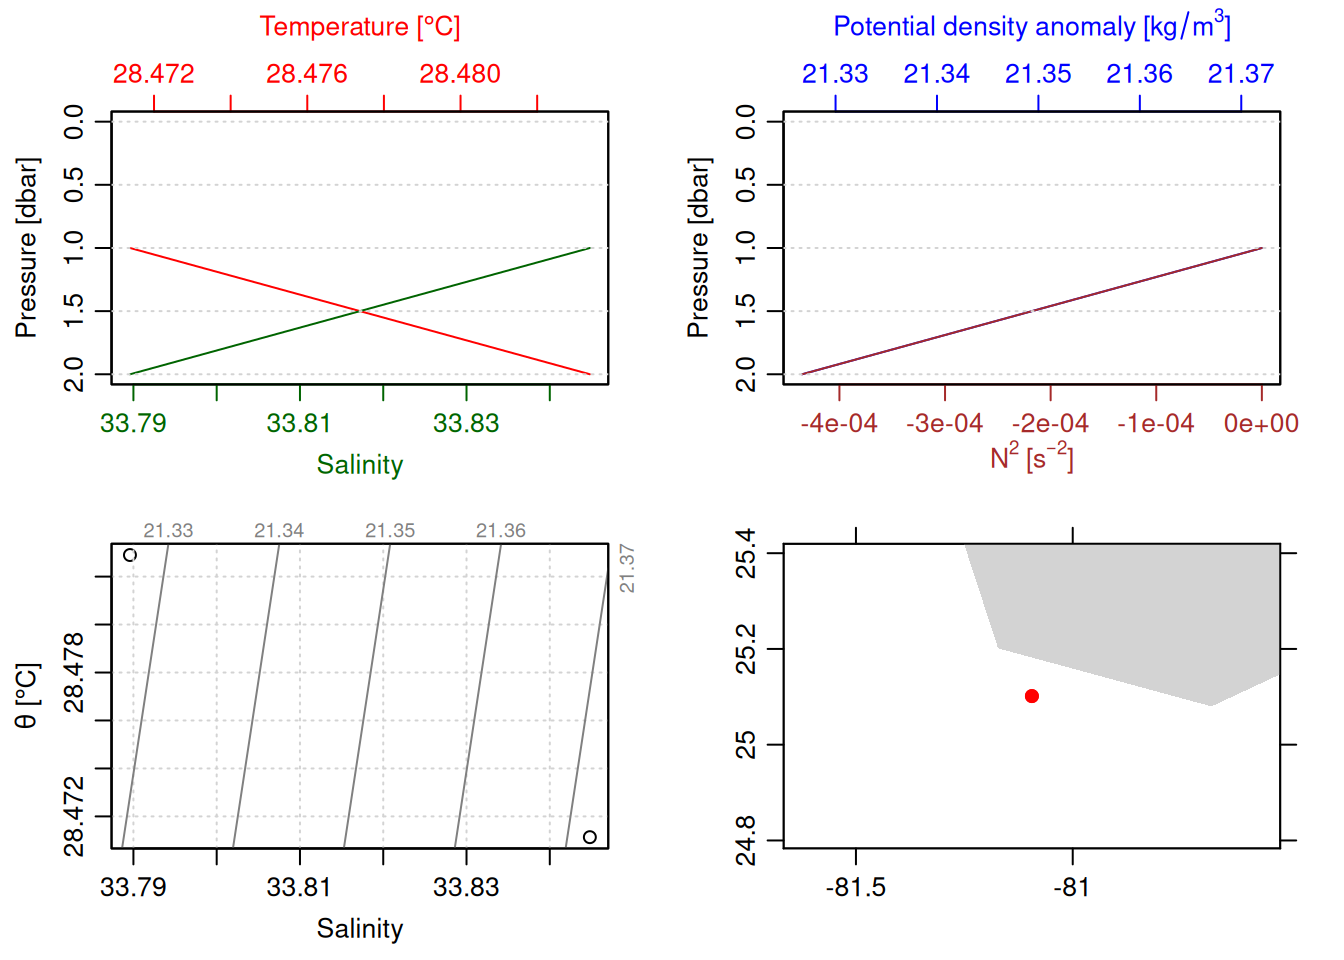 Temperature [°C]
28.472 28.476 28.480
Pressure [dbar]
0.0 0.5 1.0 1.5 2.0
33.79 33.81 33.83
Salinity
Potential density anomaly [kg/m³]
21.33 21.34 21.35 21.36 21.37
Pressure [dbar]
0.0 0.5 1.0 1.5 2.0
-4e-04 -3e-04 -2e-04 -1e-04 0e+00
N² [s⁻²]
21.33 21.34 21.35 21.36
21.37
θ [°C]
28.478
28.472
33.79 33.81 33.83
Salinity
25.4
25.2
25
24.8
-81.5 -81